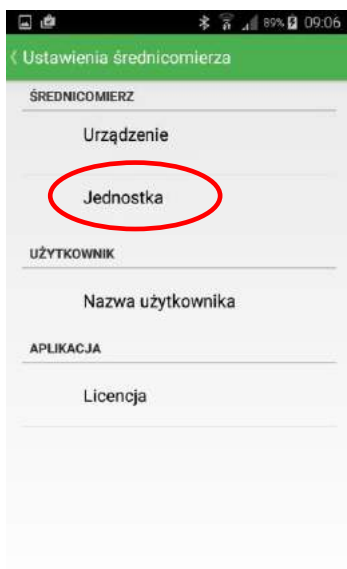 89% 09:06
Ustawienia średnicomierza
ŚREDNICOMIERZ
Urządzenie
Jednostka
UŻYTKOWNIK
Nazwa użytkownika
APLIKACJA
Licencja